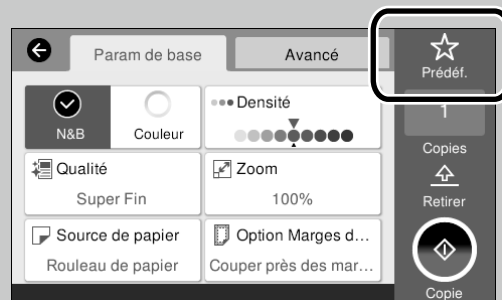 Param de base
Avancé
Prédéf.
N&B
Couleur
Densité
1
Copies
Qualité
Super Fin
Zoom
100%
Retirer
Source de papier
Rouleau de papier
Option Marges d…
Couper près des mar…
Copie